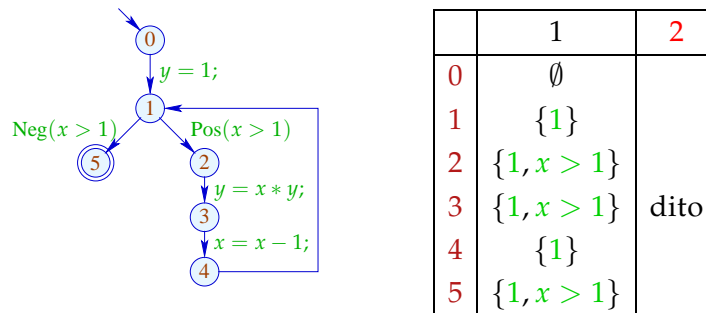 0
y = 1;
1
Neg(x > 1)
Pos(x > 1)
5
2
y = x * y;
3
x = x − 1;
4
1 2
0 ∅
1 {1}
2 {1, x > 1}
3 {1, x > 1} dito
4 {1}
5 {1, x > 1}